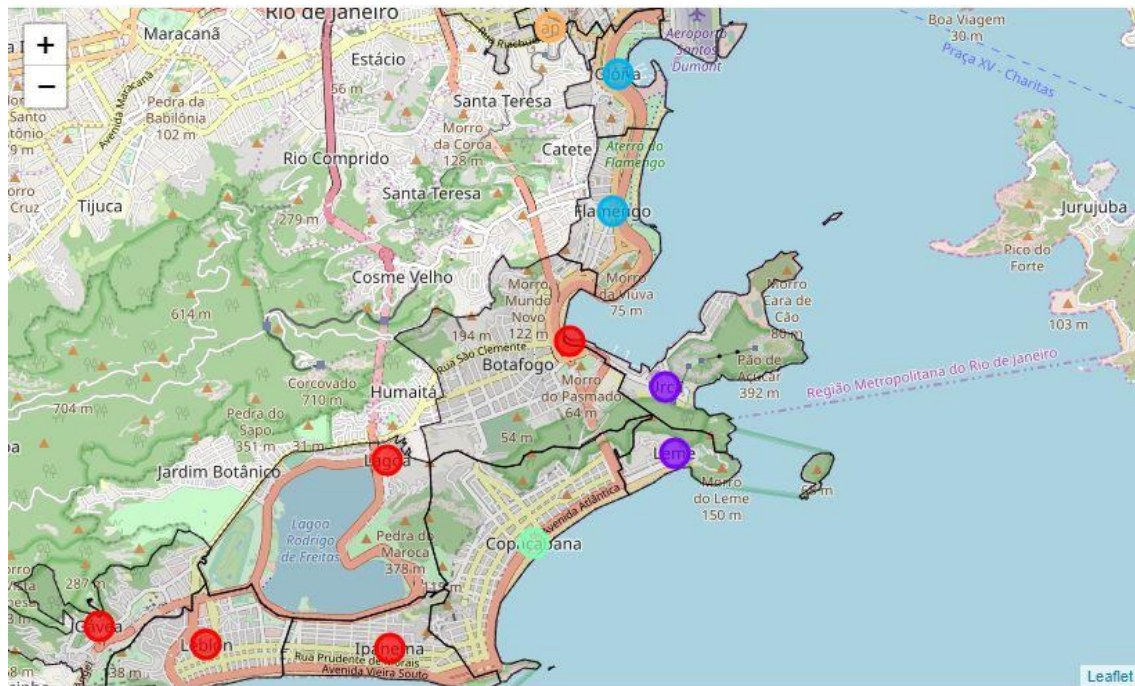 Rio de Janeiro
Maracanã
Aeroporto
Santos
Dumont
Boa Viagem
30 m
+
−
Estácio
56 m
Praça XV - Charitas
Glória
Pedra da
Babilônia
102 m
Avenida Maracanã
Santa Teresa
Morro
da Coroa
128 m
Catete
Aterro do
Flamengo
Rio Comprido
Santa Teresa
Tijuca
279 m
Flamengo
Jurujuba
Pico do
Forte
Cosme Velho
Morro
da Viúva
75 m
Morro
Mundo
Novo
122 m
Morro
Cara de
Cão
80 m
614 m
194 m
103 m
Rua São Clemente
Botafogo
Pão de
Açúcar
392 m
Região Metropolitana do Rio de Janeiro
Corcovado
710 m
Humaitá
Morro
do Pasmado
64 m
704 m
Pedra do
Sapo
351 m
31 m
54 m
Jardim Botânico
Lagoa
Leme
Morro
do Leme
150 m
Avenida Atlântica
Lagoa
Rodrigo
de Freitas
Pedra do
Maroca
378 m
Copacabana
287 m
Gávea
Leblon
Ipanema
Rua Prudente de Morais
Avenida Vieira Souto
38 m
Leaflet